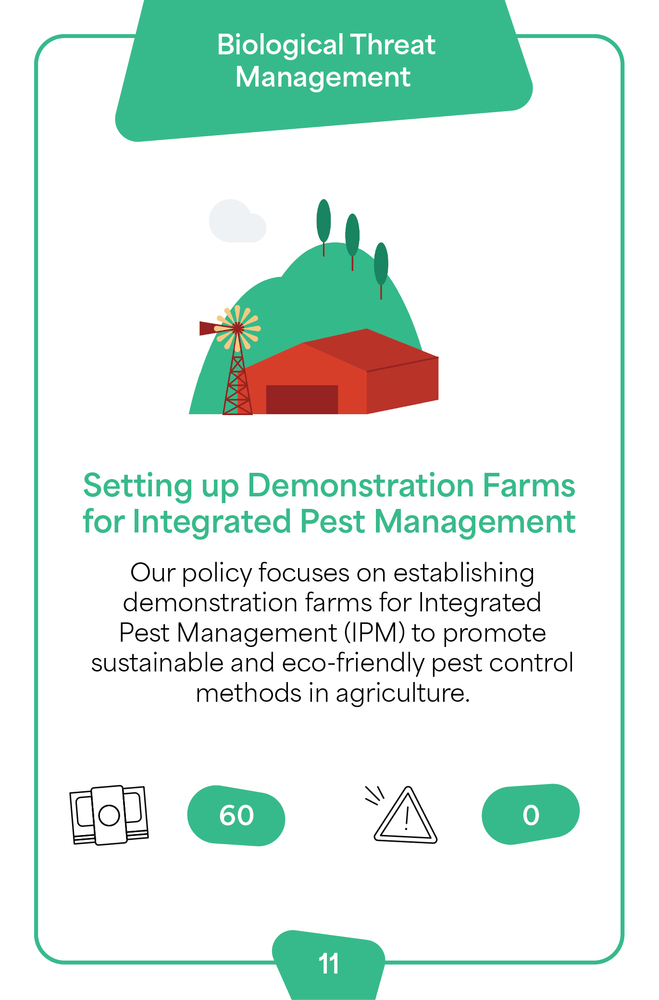 Biological Threat
Management
Setting up Demonstration Farms
for Integrated Pest Management
Our policy focuses on establishing
demonstration farms for Integrated
Pest Management (IPM) to promote
sustainable and eco-friendly pest control
methods in agriculture.
60
!
0
11